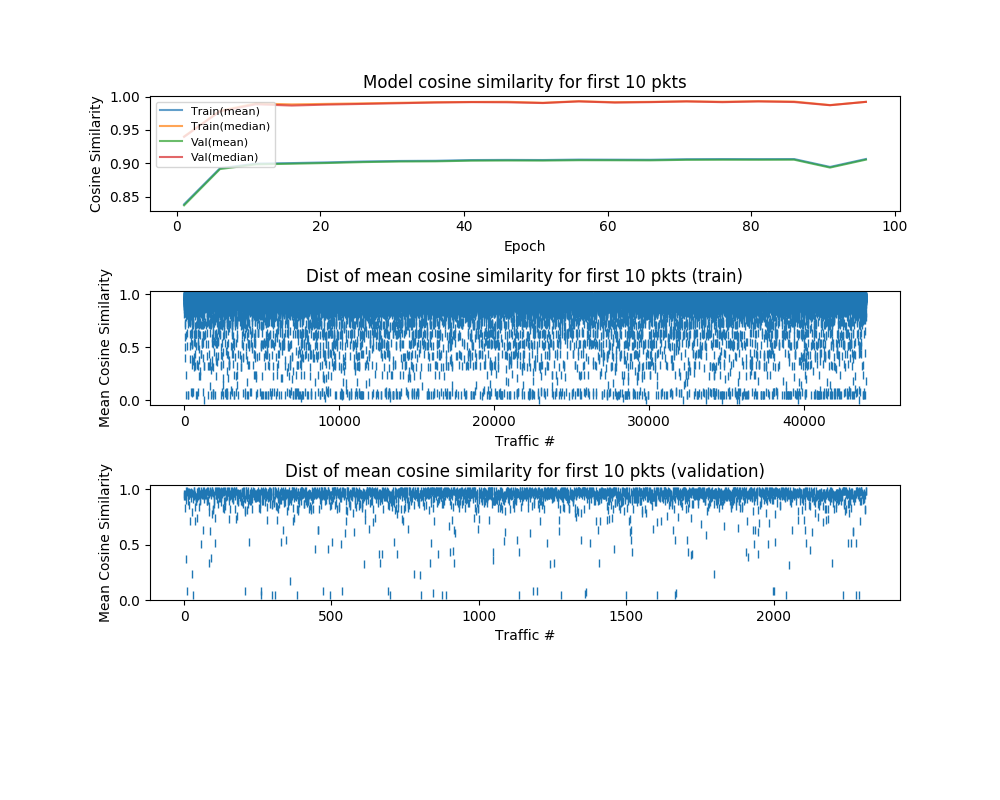 Model cosine similarity for first 10 pkts
Cosine Similarity
1.00
0.95
0.90
0.85
Train(mean)
Train(median)
Val(mean)
Val(median)
0 20 40 60 80 100
Epoch
Dist of mean cosine similarity for first 10 pkts (train)
Mean Cosine Similarity
1.0
0.5
0.0
0 10000 20000 30000 40000
Traffic #
Dist of mean cosine similarity for first 10 pkts (validation)
Mean Cosine Similarity
1.0
0.5
0.0
0 500 1000 1500 2000
Traffic #